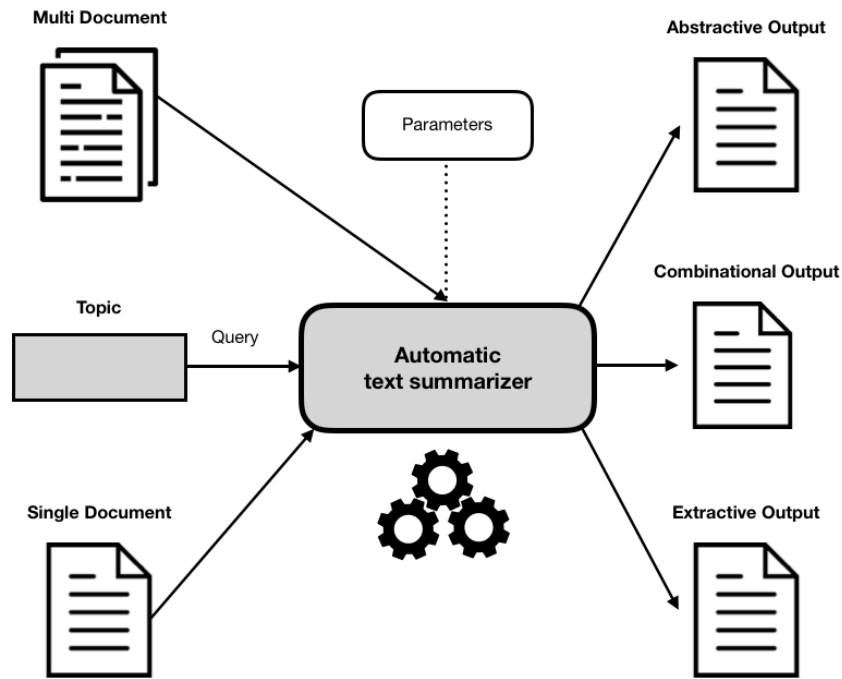 Multi Document
Abstractive Output
Parameters
Combinational Output
Topic
Query
Automatic
text summarizer
Single Document
Extractive Output